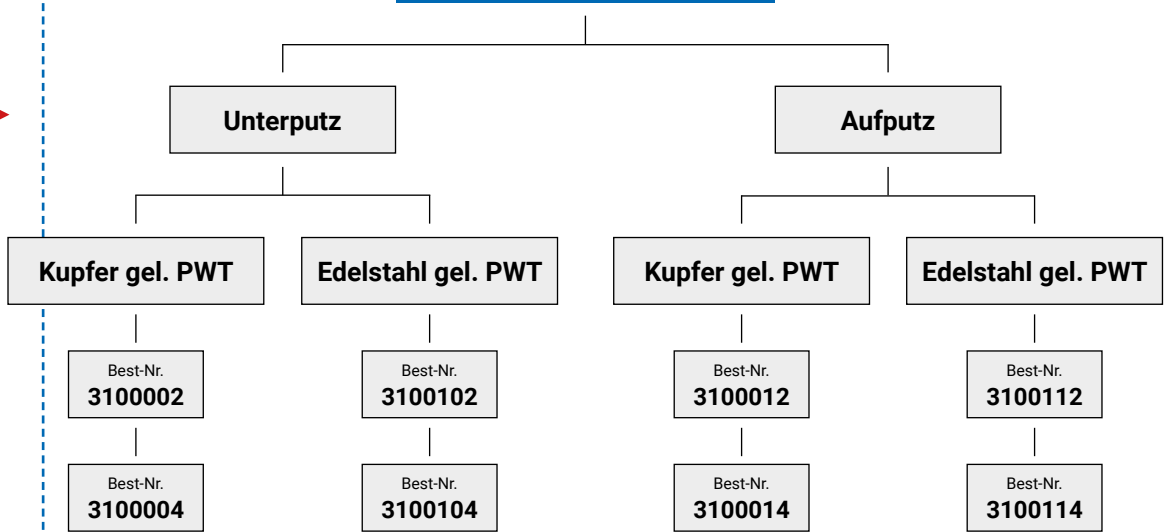 Unterputz
Aufputz
Kupfer gel. PWT
Edelstahl gel. PWT
Kupfer gel. PWT
Edelstahl gel. PWT
Best-Nr.
3100002
Best-Nr.
3100102
Best-Nr.
3100012
Best-Nr.
3100112
Best-Nr.
3100004
Best-Nr.
3100104
Best-Nr.
3100014
Best-Nr.
3100114